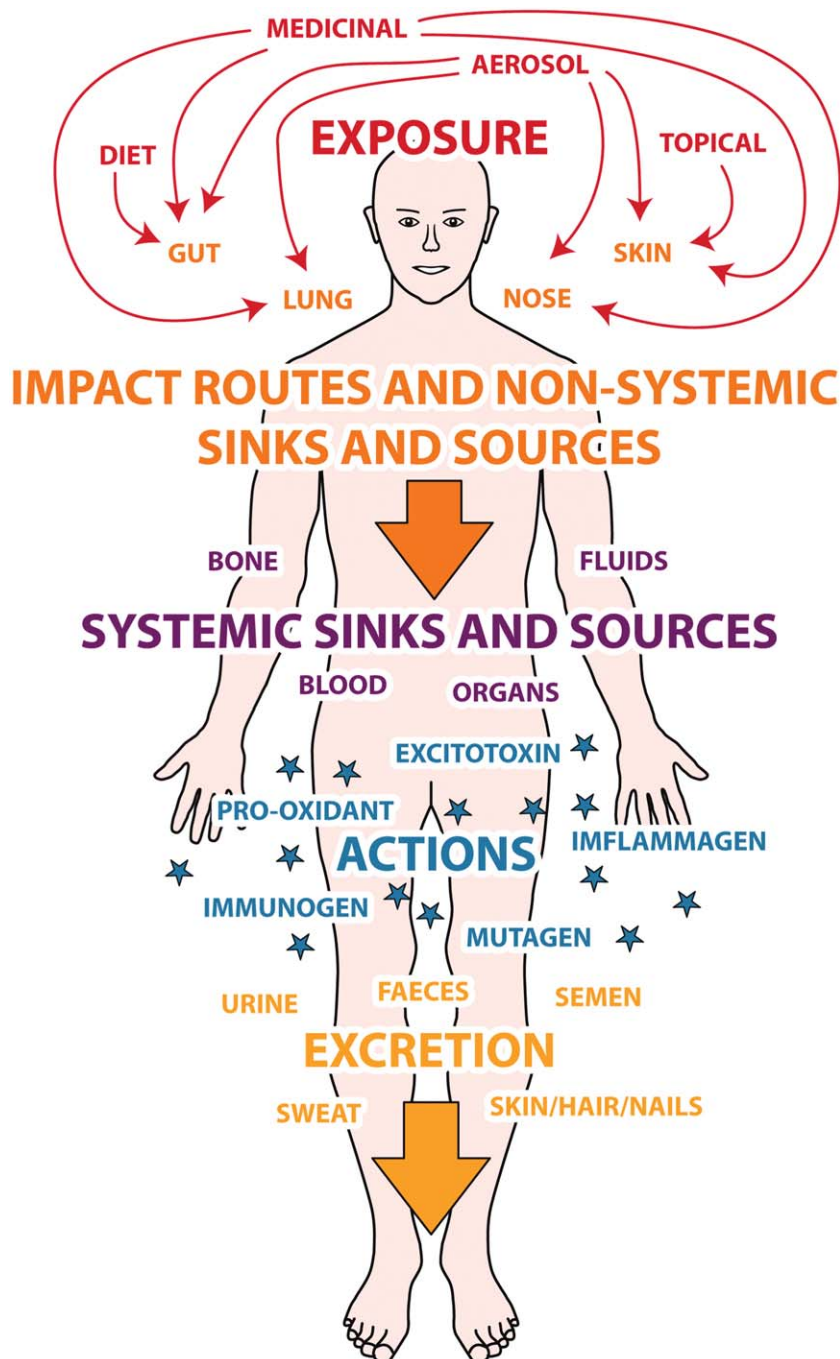 MEDICINAL
AEROSOL
EXPOSURE
DIET
TOPICAL
GUT
SKIN
LUNG
NOSE
IMPACT ROUTES AND NON-SYSTEMIC
SINKS AND SOURCES
BONE
FLUIDS
SYSTEMIC SINKS AND SOURCES
BLOOD
ORGANS
EXCITOTOXIN
PRO-OXIDANT
IMFLAMMAGEN
ACTIONS
IMMUNOGEN
MUTAGEN
URINE
FAECES
SEMEN
EXCRETION
SWEAT
SKIN/HAIR/NAILS